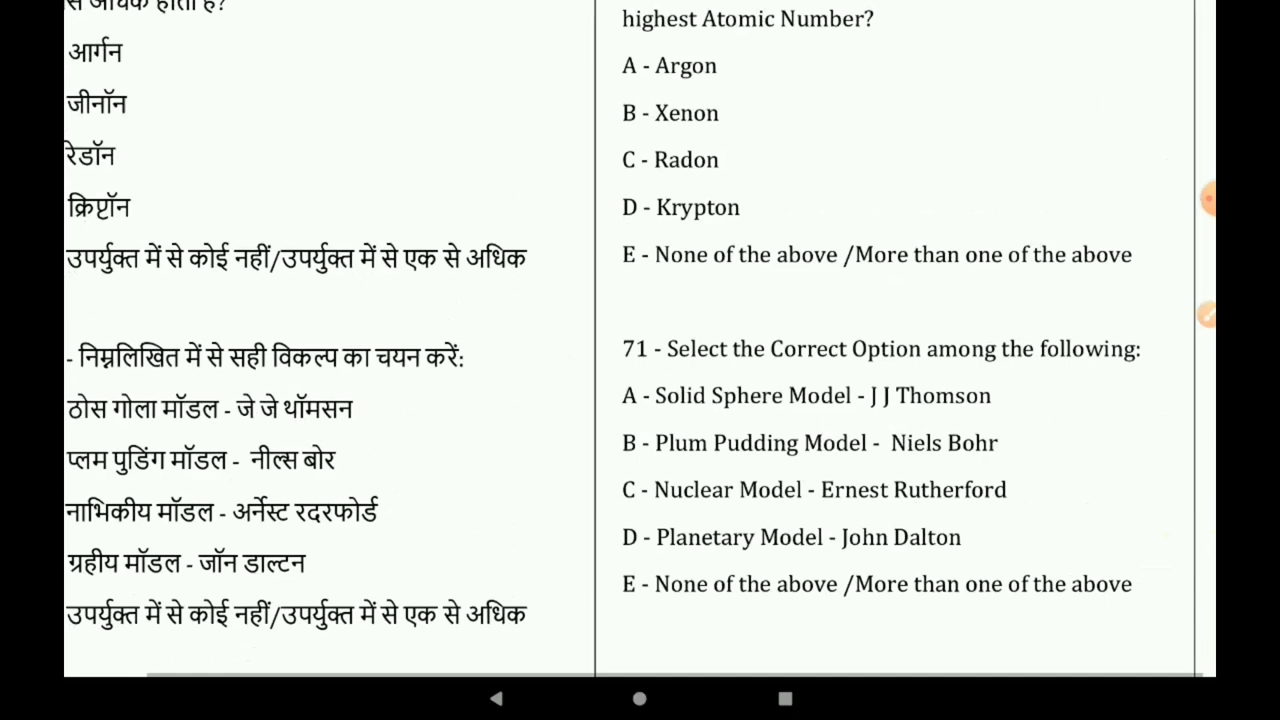 से अधिक होता है?
आर्गन
जीनॉन
रेडॉन
क्रिप्टॉन
उपर्युक्त में से कोई नहीं/उपर्युक्त में से एक से अधिक
- निम्नलिखित में से सही विकल्प का चयन करें:
ठोस गोला मॉडल - जे जे थॉमसन
प्लम पुडिंग मॉडल - नील्स बोर
नाभिकीय मॉडल - अर्नेस्ट रदरफोर्ड
ग्रहीय मॉडल - जॉन डाल्टन
उपर्युक्त में से कोई नहीं/उपर्युक्त में से एक से अधिक
highest Atomic Number?
A - Argon
B - Xenon
C - Radon
D - Krypton
E - None of the above /More than one of the above
71 - Select the Correct Option among the following:
A - Solid Sphere Model - J J Thomson
B - Plum Pudding Model - Niels Bohr
C - Nuclear Model - Ernest Rutherford
D - Planetary Model - John Dalton
E - None of the above /More than one of the above